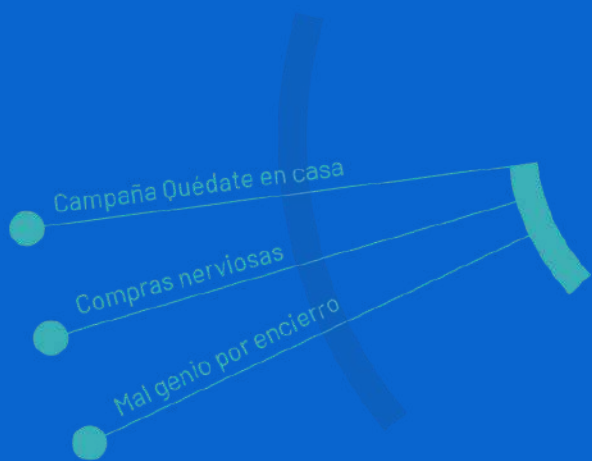 Campaña Quédate en casa
Compras nerviosas
Mal genio por encierro